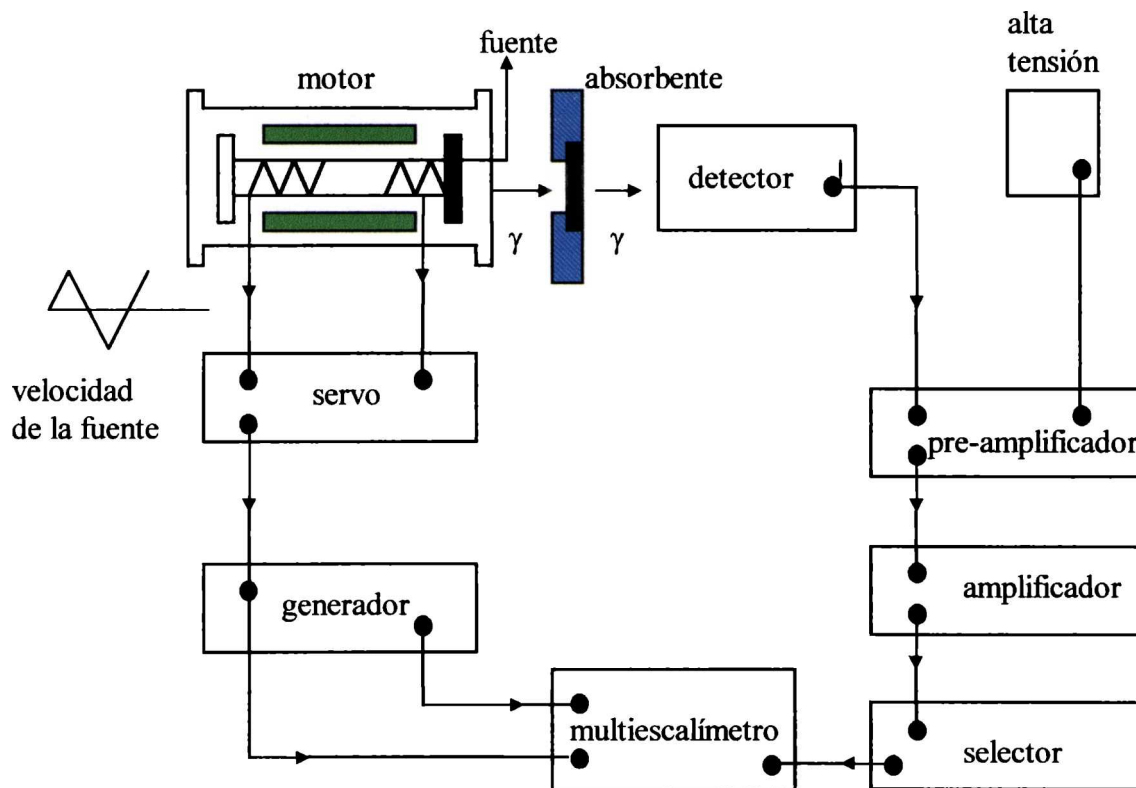 alta
tensión
fuente
motor
absorbente
detector
γ
γ
velocidad
de la fuente
servo
pre-amplificador
generador
amplificador
multiescalímetro
selector